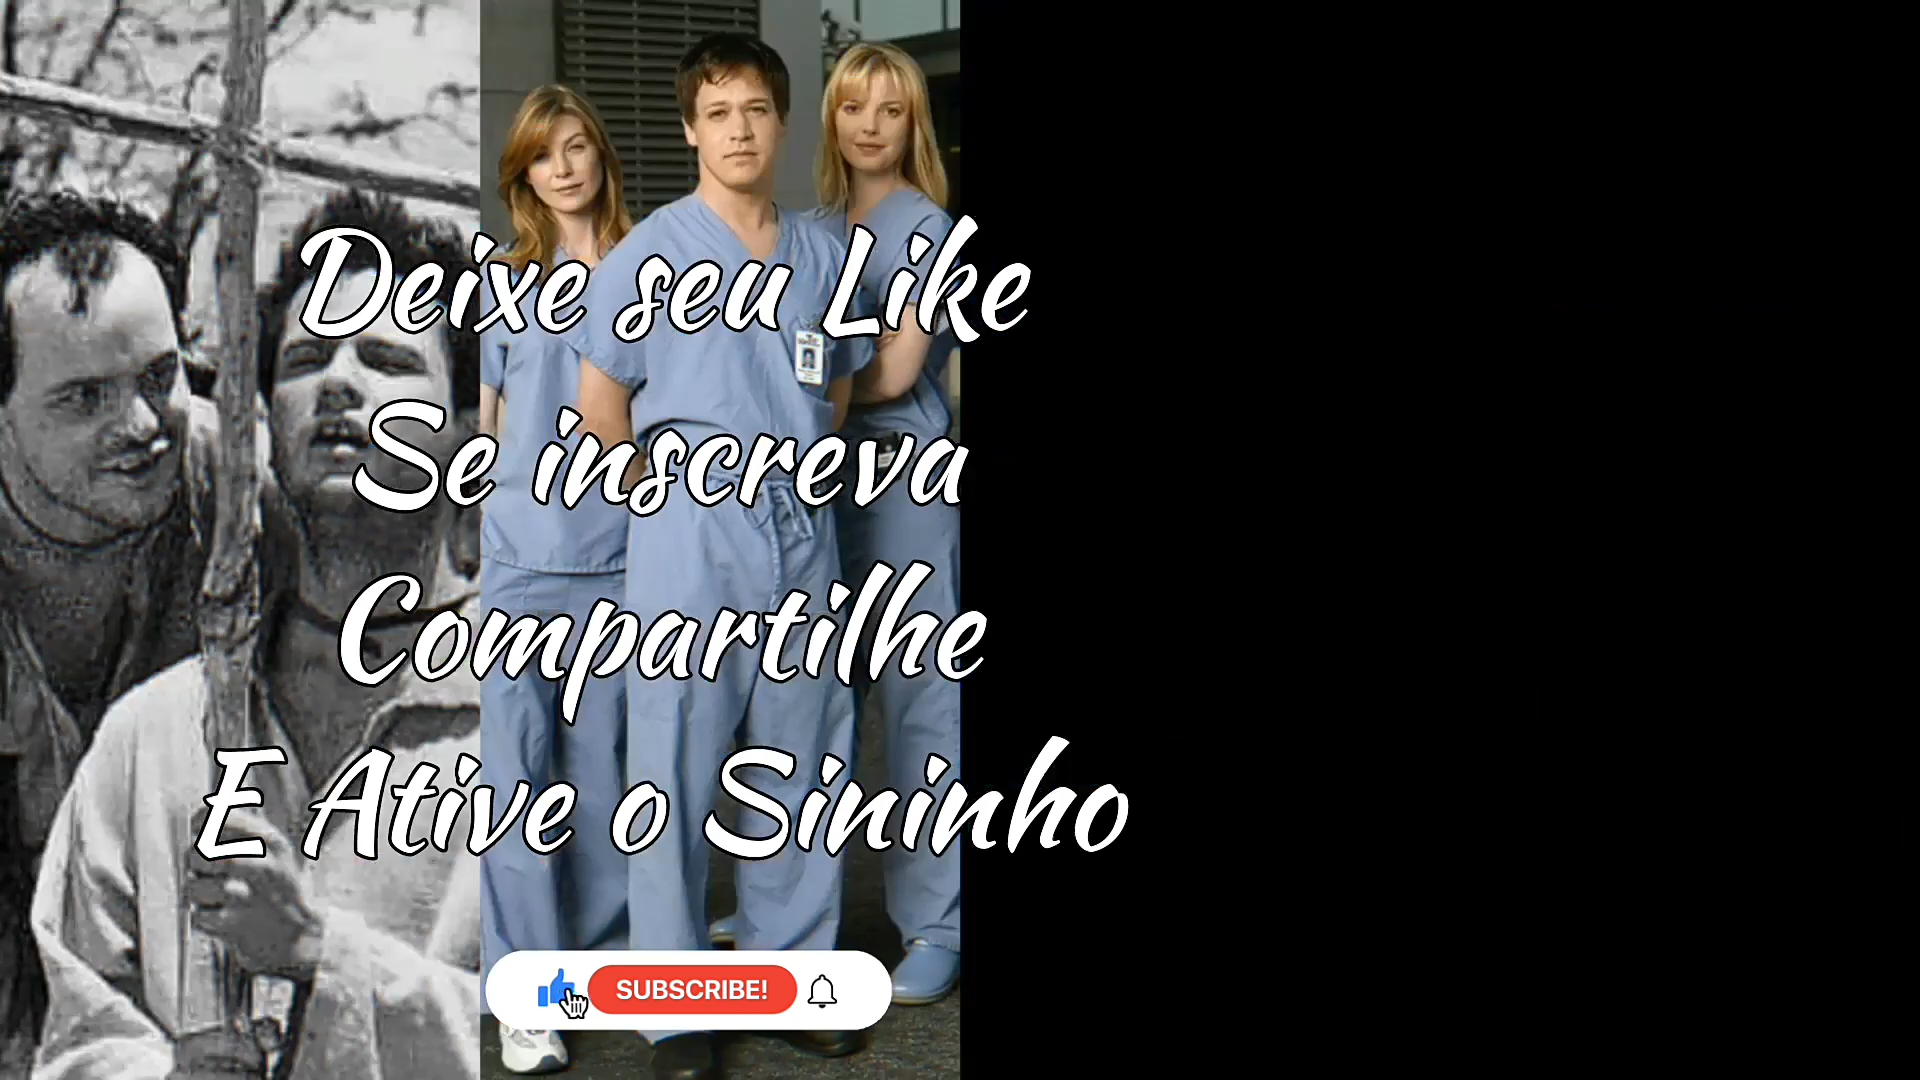 Deixe seu Like
Se inscreva
Compartilhe
E Ative o Sininho
SUBSCRIBE!